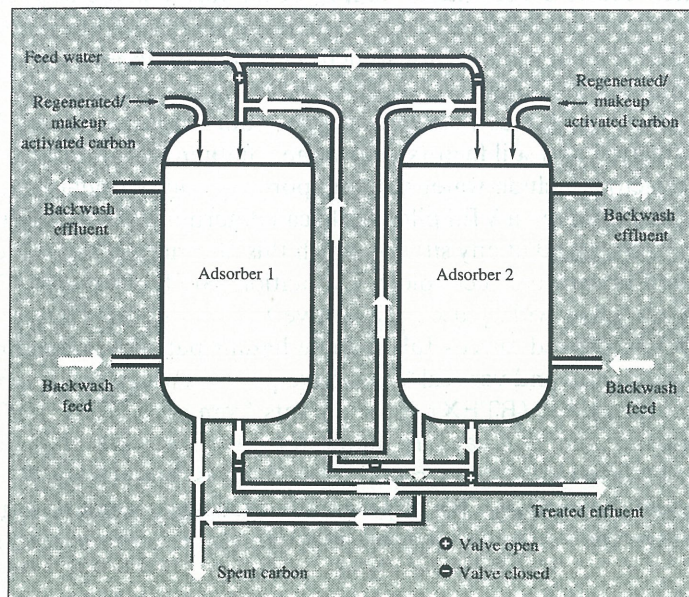 Feed water
Regenerated/
makeup
activated carbon
Regenerated/
makeup
activated carbon
Backwash
effluent
Backwash
effluent
Adsorber 1
Adsorber 2
Backwash
feed
Backwash
feed
Treated effluent
Valve open
Valve closed
Spent carbon